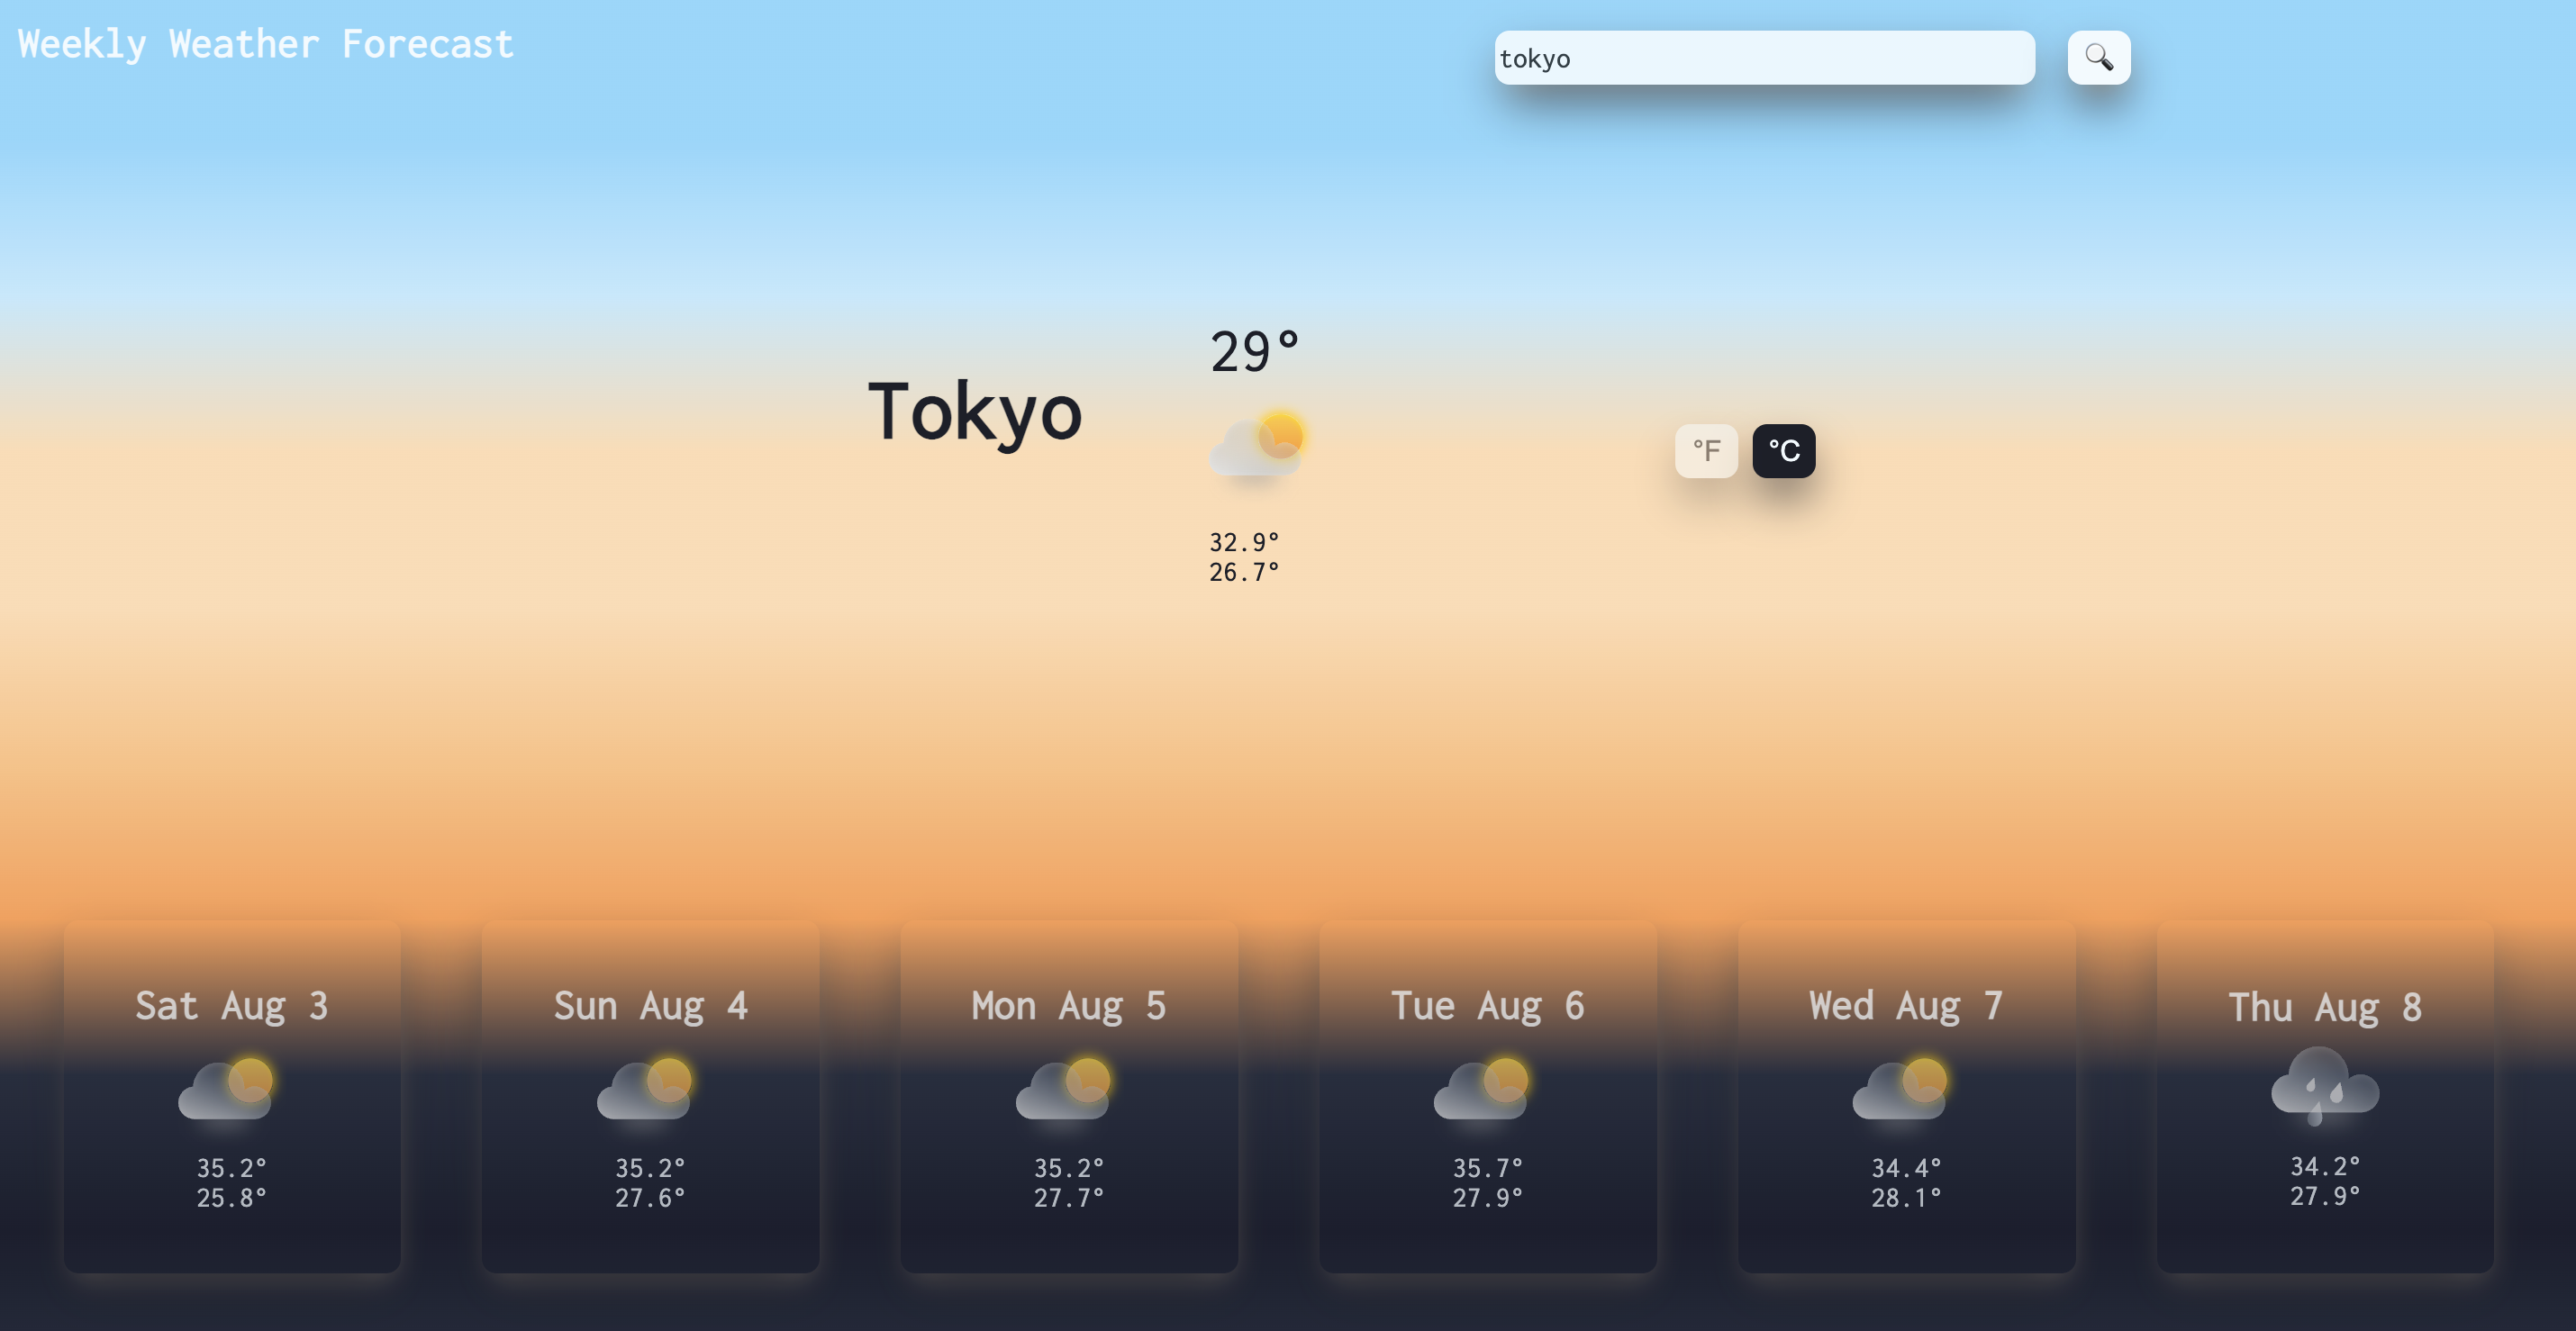 Weekly Weather Forecast
tokyo
Tokyo
29°
°F °C
32.9°
26.7°
Sat Aug 3
35.2°
25.8°
Sun Aug 4
35.2°
27.6°
Mon Aug 5
35.2°
27.7°
Tue Aug 6
35.7°
27.9°
Wed Aug 7
34.4°
28.1°
Thu Aug 8
34.2°
27.9°